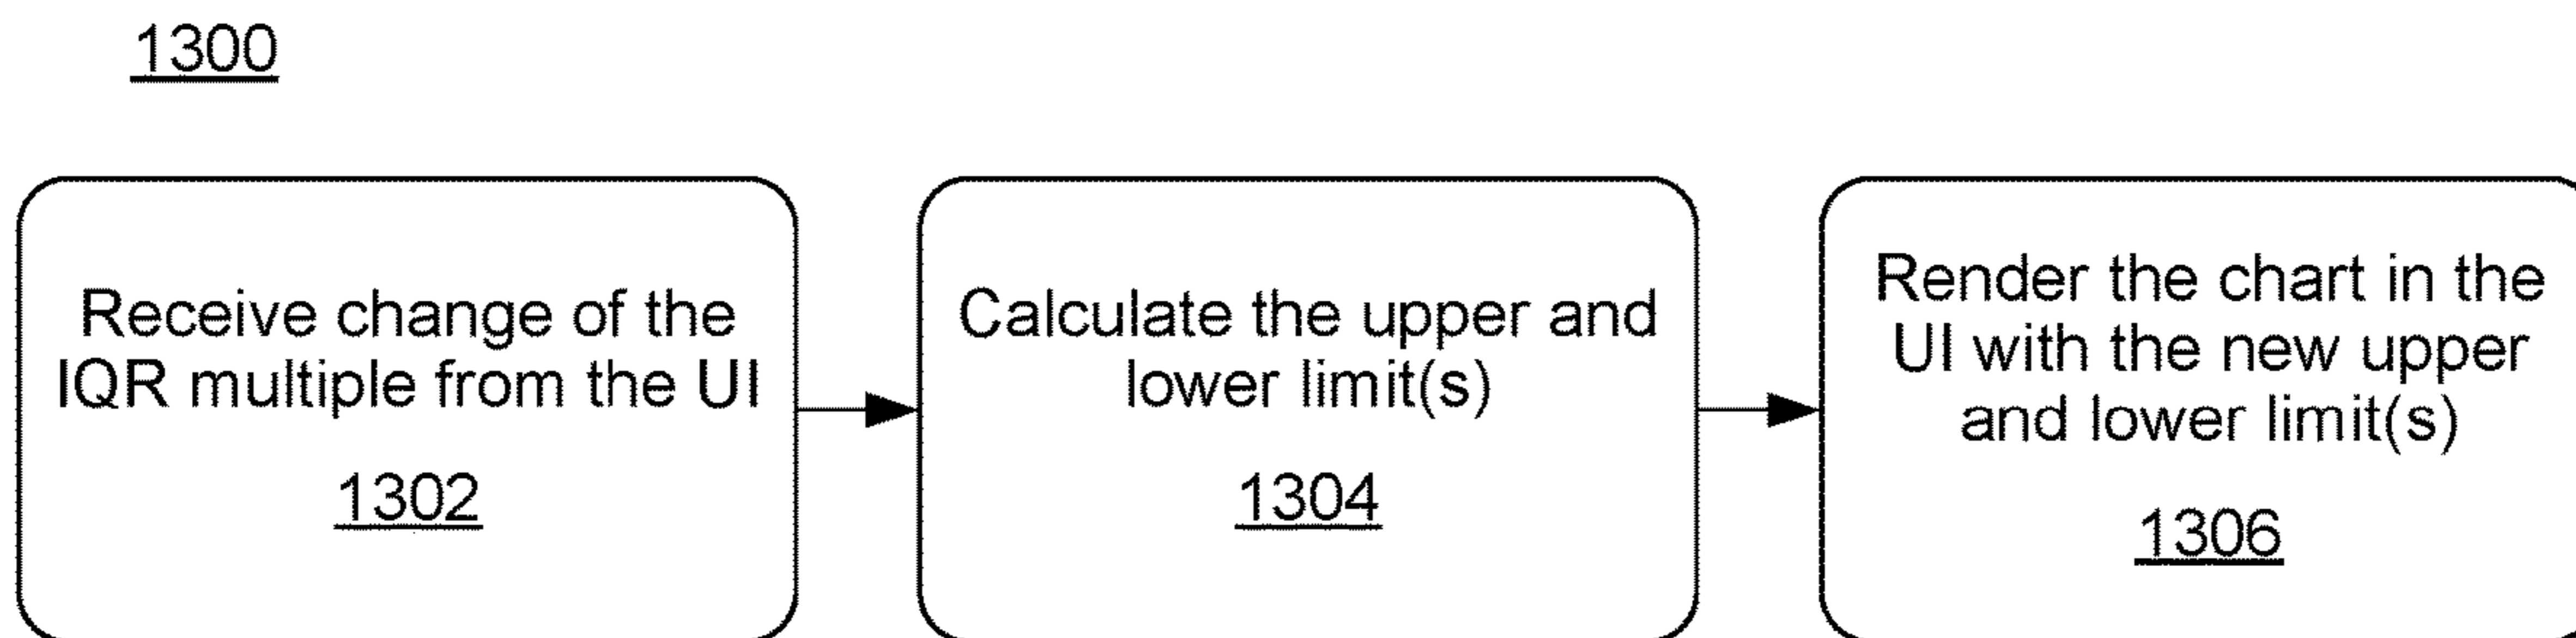 1300
Receive change of the
IQR multiple from the UI
1302
Calculate the upper and
lower limit(s)
1304
Render the chart in the
UI with the new upper
and lower limit(s)
1306